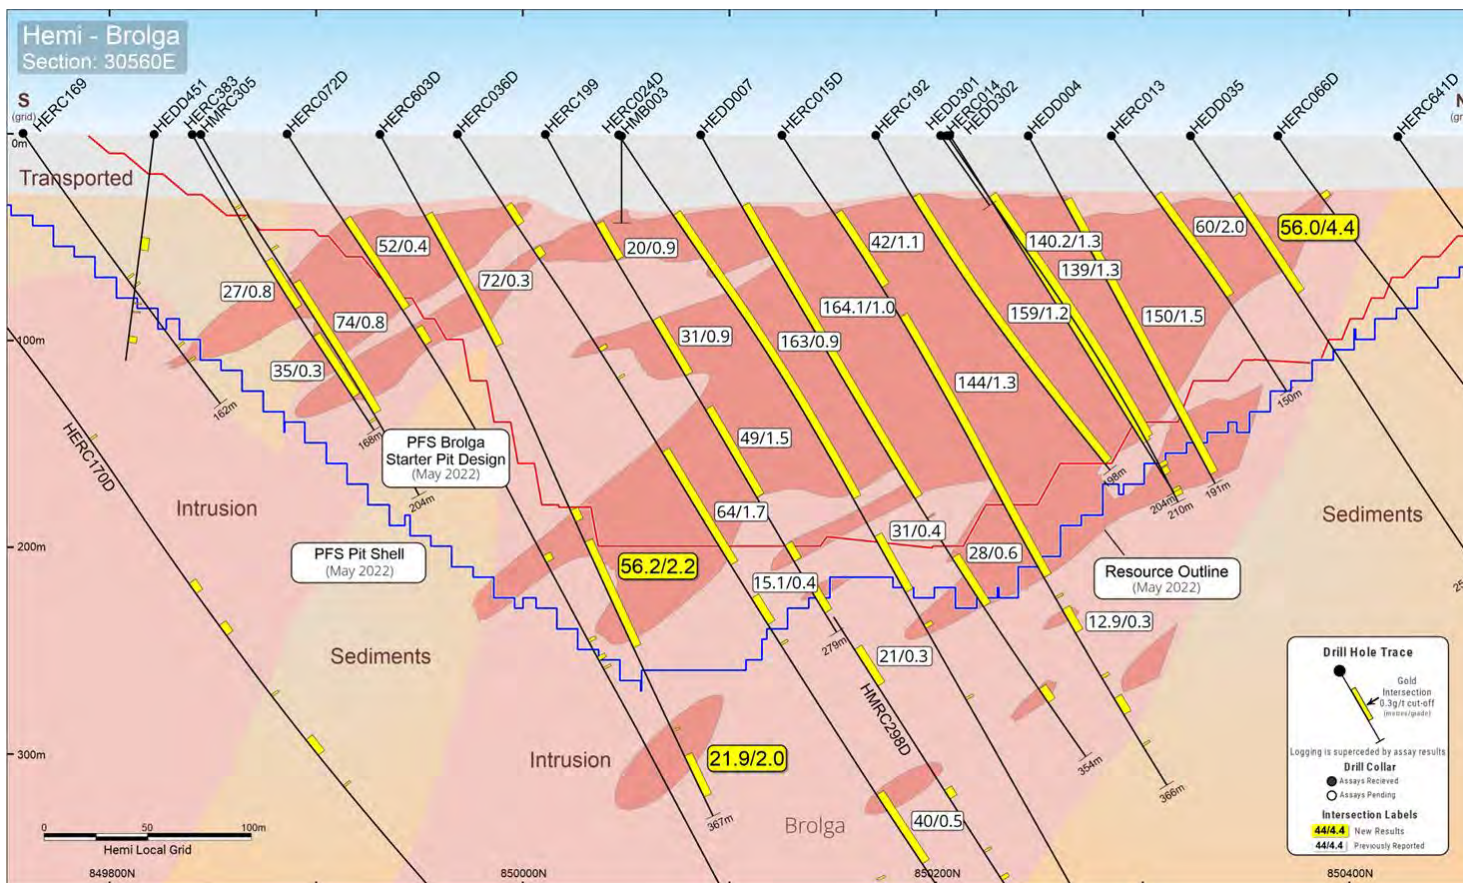 Hemi - Brolga
Section: 30560E
S
(grid)
HERC169
HEDD451
HERC383
HMRC305
HERC072D
HERC603D
HERC036D
HERC199
HERC024D
HMB003
HEDD007
HERC015D
HERC192
HEDD301
HERC014
HEDD302
HEDD004
HERC013
HEDD035
HERC066D
HERC641D
0m
Transported
52/0.4
20/0.9
42/1.1
140.2/1.3
60/2.0
56.0/4.4
27/0.8
72/0.3
139/1.3
74/0.8
31/0.9
164.1/1.0
163/0.9
159/1.2
150/1.5
100m
35/0.3
144/1.3
162m
168m
150m
HERC170D
PFS Brolga
Starter Pit Design
(May 2022)
49/1.5
204m
198m
204m
210m
191m
Intrusion
64/1.7
Sediments
200m
31/0.4
PFS Pit Shell
(May 2022)
56.2/2.2
15.1/0.4
28/0.6
Resource Outline
(May 2022)
12.9/0.3
279m
Sediments
21/0.3
HMRC298D
300m
Intrusion
21.9/2.0
354m
366m
367m
Brolga
40/0.5
Drill Hole Trace
Gold
Intersection
0.3g/t cut-off
(metres/grade)
Logging is superceded by assay results
Drill Collar
Assays Recieved
Assays Pending
Intersection Labels
44/4.4 New Results
44/4.4 Previously Reported
0 50 100m
Hemi Local Grid
849800N
850000N
850200N
850400N